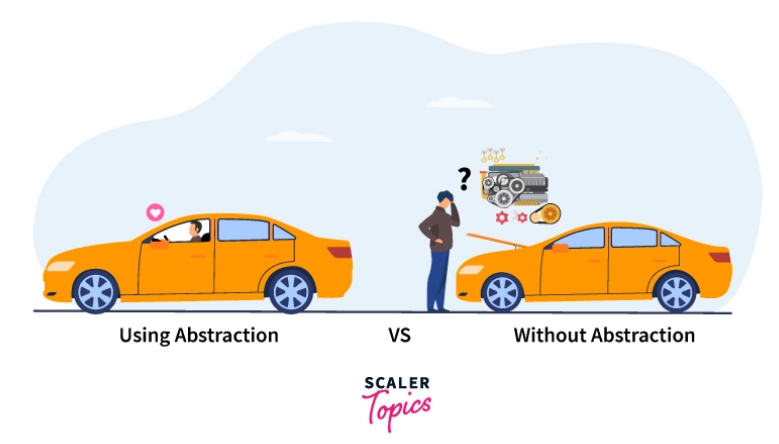 ?
Using Abstraction VS Without Abstraction
SCALER
Topics